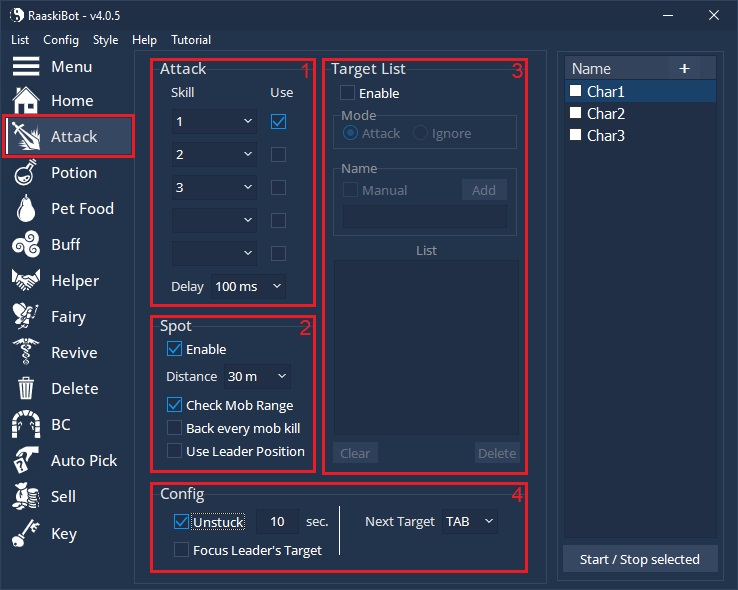 RaaskiBot - v4.0.5
List Config Style Help Tutorial
Menu
Home
Attack
Potion
Pet Food
Buff
Helper
Fairy
Revive
Delete
BC
Auto Pick
Sell
Key
Attack 1
Skill Use
1
2
3
Delay 100 ms
Spot 2
Enable
Distance 30 m
Check Mob Range
Back every mob kill
Use Leader Position
Target List 3
Enable
Mode
Attack Ignore
Name
Manual Add
List
Clear Delete
Config 4
Unstuck 10 sec. Next Target TAB
Focus Leader's Target
Name +
Char1
Char2
Char3
Start / Stop selected